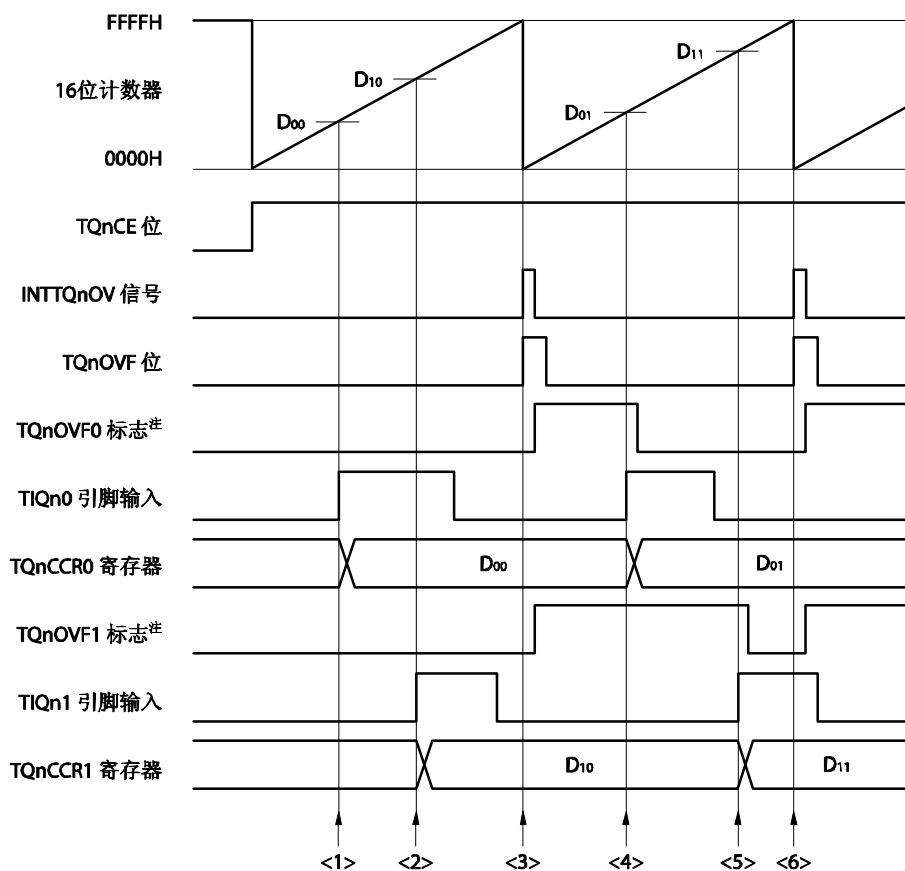 FFFFH
D11
D10
16位计数器
D00
D01
0000H
TQnCE 位
INTTQnOV 信号
TQnOVF 位
TQnOVF0 标志注
TIQn0 引脚输入
TQnCCR0 寄存器
D00
D01
TQnOVF1 标志注
TIQn1 引脚输入
TQnCCR1 寄存器
D10
D11
<1>
<2>
<3>
<4>
<5>
<6>